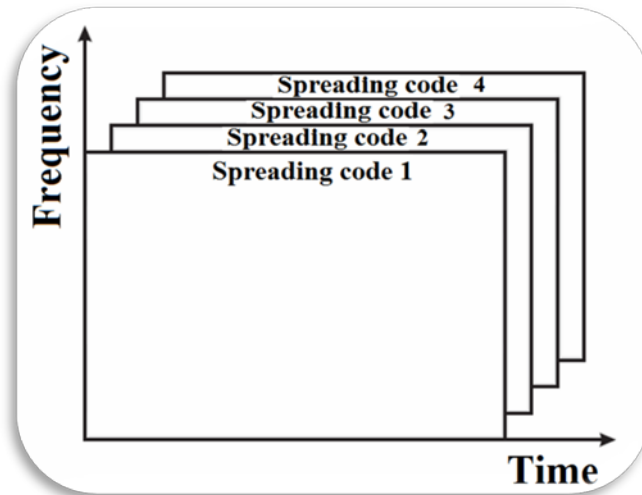 Frequency
Spreading code 4
Spreading code 3
Spreading code 2
Spreading code 1
Time